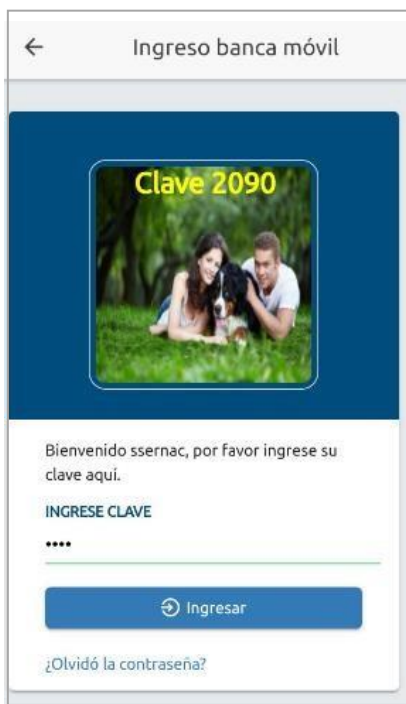 Ingreso banca móvil
Clave 2090
Bienvenido ssernac, por favor ingrese su
clave aquí.
INGRESE CLAVE
••••
Ingresar
¿Olvidó la contraseña?